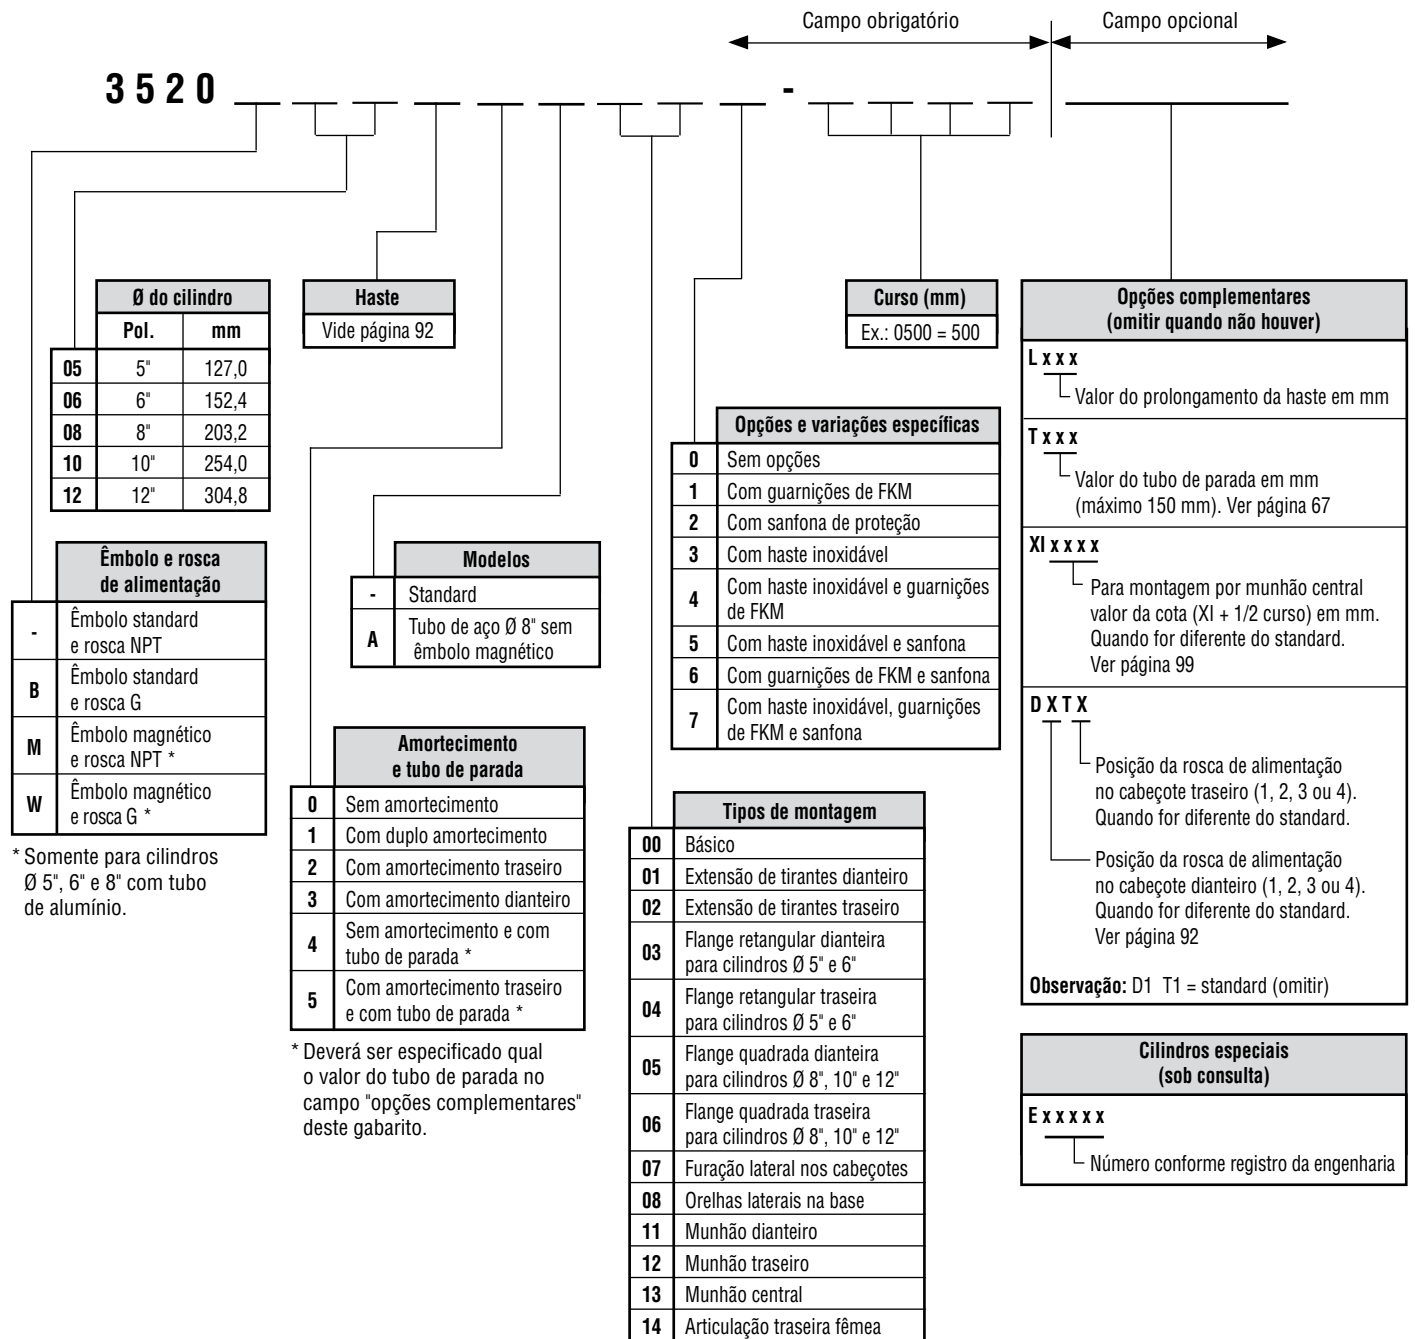 Campo obrigatório
Campo opcional
3520 -
Ø do cilindro
Pol. mm
05 5" 127,0
06 6" 152,4
08 8" 203,2
10 10" 254,0
12 12" 304,8
Haste
Vide página 92
Curso (mm)
Ex.: 0500 = 500
Êmbolo e rosca
de alimentação
- Êmbolo standard
e rosca NPT
B Êmbolo standard
e rosca G
M Êmbolo magnético
e rosca NPT *
W Êmbolo magnético
e rosca G *
* Somente para cilindros
Ø 5", 6" e 8" com tubo
de alumínio.
Modelos
- Standard
A Tubo de aço Ø 8" sem
êmbolo magnético
Amortecimento
e tubo de parada
0 Sem amortecimento
1 Com duplo amortecimento
2 Com amortecimento traseiro
3 Com amortecimento dianteiro
4 Sem amortecimento e com
tubo de parada *
5 Com amortecimento traseiro
e com tubo de parada *
* Deverá ser especificado qual
o valor do tubo de parada no
campo "opções complementares"
deste gabarito.
Opções e variações específicas
0 Sem opções
1 Com guarnições de FKM
2 Com sanfona de proteção
3 Com haste inoxidável
4 Com haste inoxidável e guarnições
de FKM
5 Com haste inoxidável e sanfona
6 Com guarnições de FKM e sanfona
7 Com haste inoxidável, guarnições
de FKM e sanfona
Tipos de montagem
00 Básico
01 Extensão de tirantes dianteiro
02 Extensão de tirantes traseiro
03 Flange retangular dianteira
para cilindros Ø 5" e 6"
04 Flange retangular traseira
para cilindros Ø 5" e 6"
05 Flange quadrada dianteira
para cilindros Ø 8", 10" e 12"
06 Flange quadrada traseira
para cilindros Ø 8", 10" e 12"
07 Furação lateral nos cabeçotes
08 Orelhas laterais na base
11 Munhão dianteiro
12 Munhão traseiro
13 Munhão central
14 Articulação traseira fêmea
Opções complementares
(omitir quando não houver)
L x x x
Valor do prolongamento da haste em mm
T x x x
Valor do tubo de parada em mm
(máximo 150 mm). Ver página 67
XI x x x x
Para montagem por munhão central
valor da cota (XI + 1/2 curso) em mm.
Quando for diferente do standard.
Ver página 99
D X T X
Posição da rosca de alimentação
no cabeçote traseiro (1, 2, 3 ou 4).
Quando for diferente do standard.
Posição da rosca de alimentação
no cabeçote dianteiro (1, 2, 3 ou 4).
Quando for diferente do standard.
Ver página 92
Observação: D1 T1 = standard (omitir)
Cilindros especiais
(sob consulta)
E x x x x x
Número conforme registro da engenharia